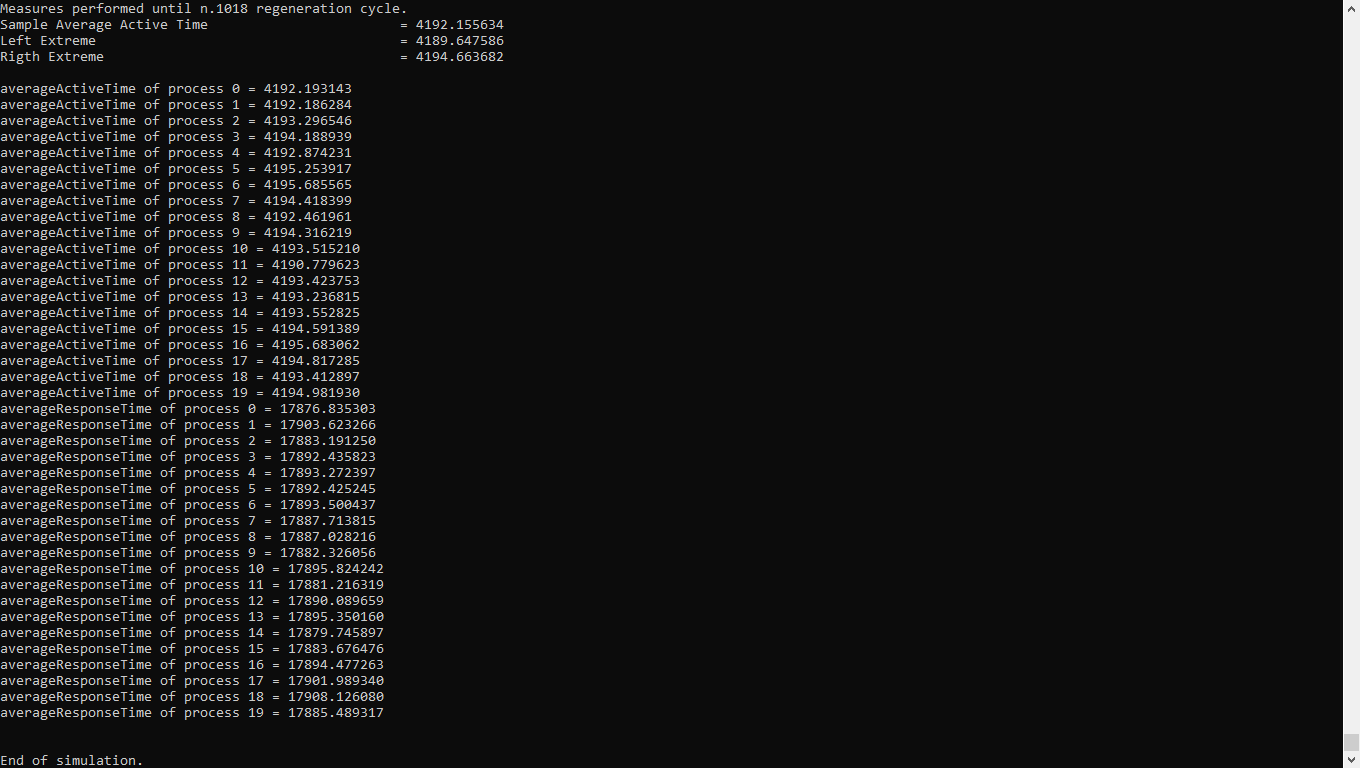 Measures performed until n.1018 regeneration cycle.
Sample Average Active Time = 4192.155634
Left Extreme = 4189.647586
Rigth Extreme = 4194.663682
averageActiveTime of process 0 = 4192.193143
averageActiveTime of process 1 = 4192.186284
averageActiveTime of process 2 = 4193.296546
averageActiveTime of process 3 = 4194.188939
averageActiveTime of process 4 = 4192.874231
averageActiveTime of process 5 = 4195.253917
averageActiveTime of process 6 = 4195.685565
averageActiveTime of process 7 = 4194.418399
averageActiveTime of process 8 = 4192.461961
averageActiveTime of process 9 = 4194.316219
averageActiveTime of process 10 = 4193.515210
averageActiveTime of process 11 = 4190.779623
averageActiveTime of process 12 = 4193.423753
averageActiveTime of process 13 = 4193.236815
averageActiveTime of process 14 = 4193.552825
averageActiveTime of process 15 = 4194.591389
averageActiveTime of process 16 = 4195.683062
averageActiveTime of process 17 = 4194.817285
averageActiveTime of process 18 = 4193.412897
averageActiveTime of process 19 = 4194.981930
averageResponseTime of process 0 = 17876.835303
averageResponseTime of process 1 = 17903.623266
averageResponseTime of process 2 = 17883.191250
averageResponseTime of process 3 = 17892.435823
averageResponseTime of process 4 = 17893.272397
averageResponseTime of process 5 = 17892.425245
averageResponseTime of process 6 = 17893.500437
averageResponseTime of process 7 = 17887.713815
averageResponseTime of process 8 = 17887.028216
averageResponseTime of process 9 = 17882.326056
averageResponseTime of process 10 = 17895.824242
averageResponseTime of process 11 = 17881.216319
averageResponseTime of process 12 = 17890.089659
averageResponseTime of process 13 = 17895.350160
averageResponseTime of process 14 = 17879.745897
averageResponseTime of process 15 = 17883.676476
averageResponseTime of process 16 = 17894.477263
averageResponseTime of process 17 = 17901.989340
averageResponseTime of process 18 = 17908.126080
averageResponseTime of process 19 = 17885.489317
End of simulation.